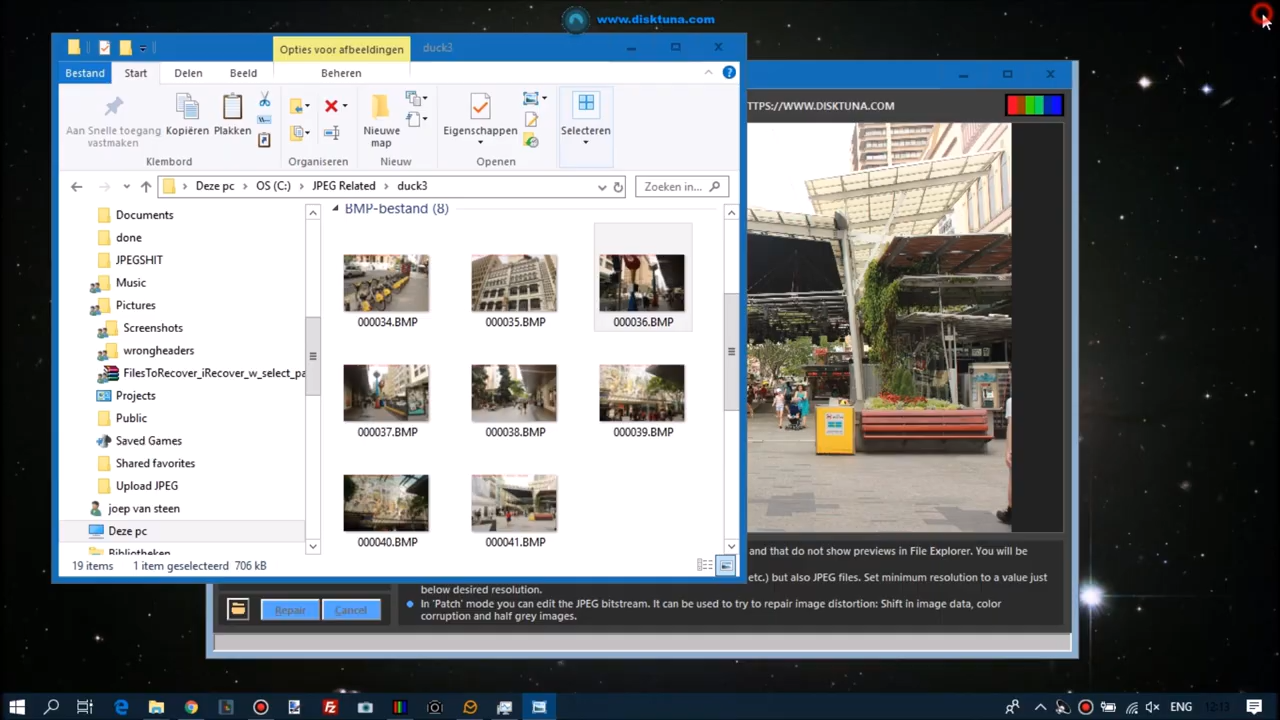 www.disktuna.com
Opties voor afbeeldingen
duck3
Bestand
Start
Delen
Beeld
Beheren
Aan Snelle toegang
vastmaken
Kopiëren
Plakken
Klembord
Organiseren
Nieuwe
map
Nieuw
Eigenschappen
Openen
Selecteren
Deze pc
OS (C:)
JPEG Related
duck3
Zoeken in...
Documents
done
JPEGSHIT
Music
Pictures
Screenshots
wrongheaders
FilesToRecover_iRecover_w_select_pa
Projects
Public
Saved Games
Shared favorites
Upload JPEG
joep van steen
Deze pc
Bibliotheken
BMP-bestand (8)
000034.BMP
000035.BMP
000036.BMP
000037.BMP
000038.BMP
000039.BMP
000040.BMP
000041.BMP
19 items
1 item geselecteerd
706 kB
TTPS://WWW.DISKTUNA.COM
and that do not show previews in File Explorer. You will be
etc.) but also JPEG files. Set minimum resolution to a value just
below desired resolution.
In 'Patch' mode you can edit the JPEG bitstream. It can be used to try to repair image distortion: Shift in image data, color
corruption and half grey images.
Repair
Cancel
ENG
12:13